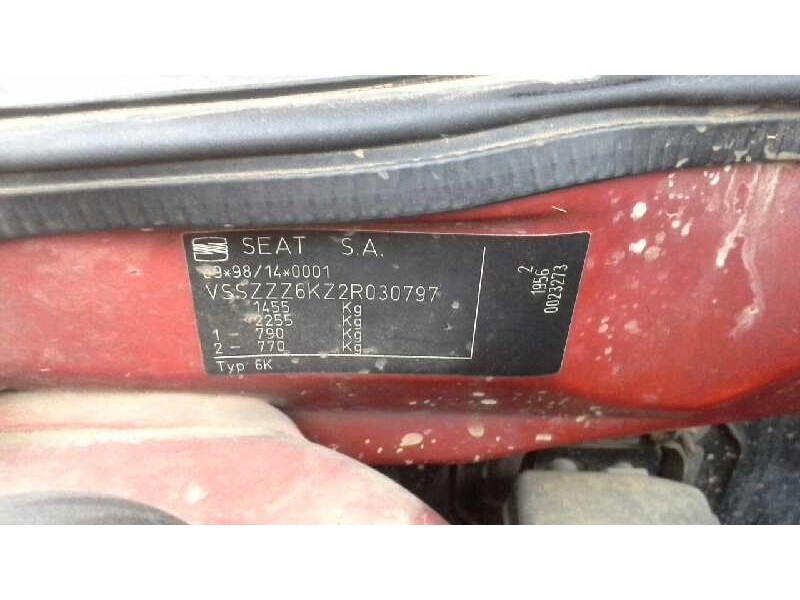 SEAT S.A.
e9*98/14*0001
VSSZZZ6KZ2R030797
1455 Kg
2255 Kg
1 - 790 Kg
2 - 770 Kg
Typ 6K
2
1956
0023273